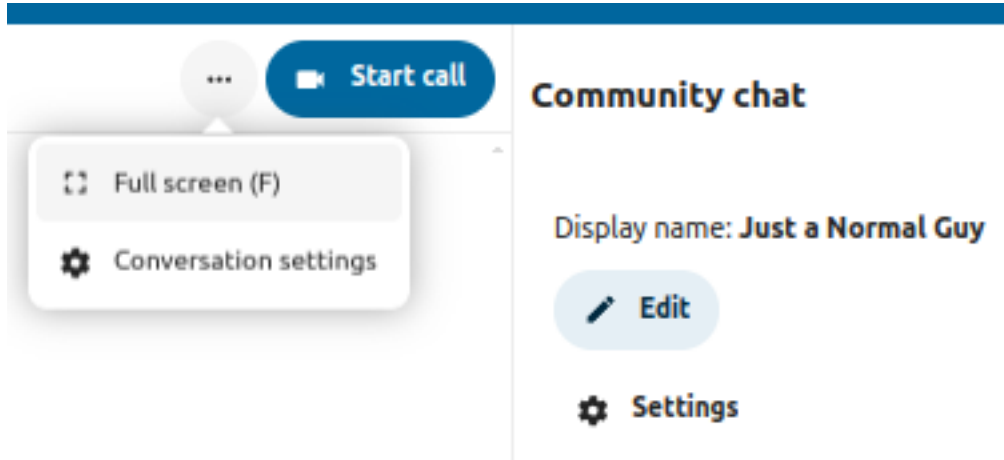 ... Start call
Full screen (F)
Conversation settings
Community chat
Display name: Just a Normal Guy
Edit
Settings